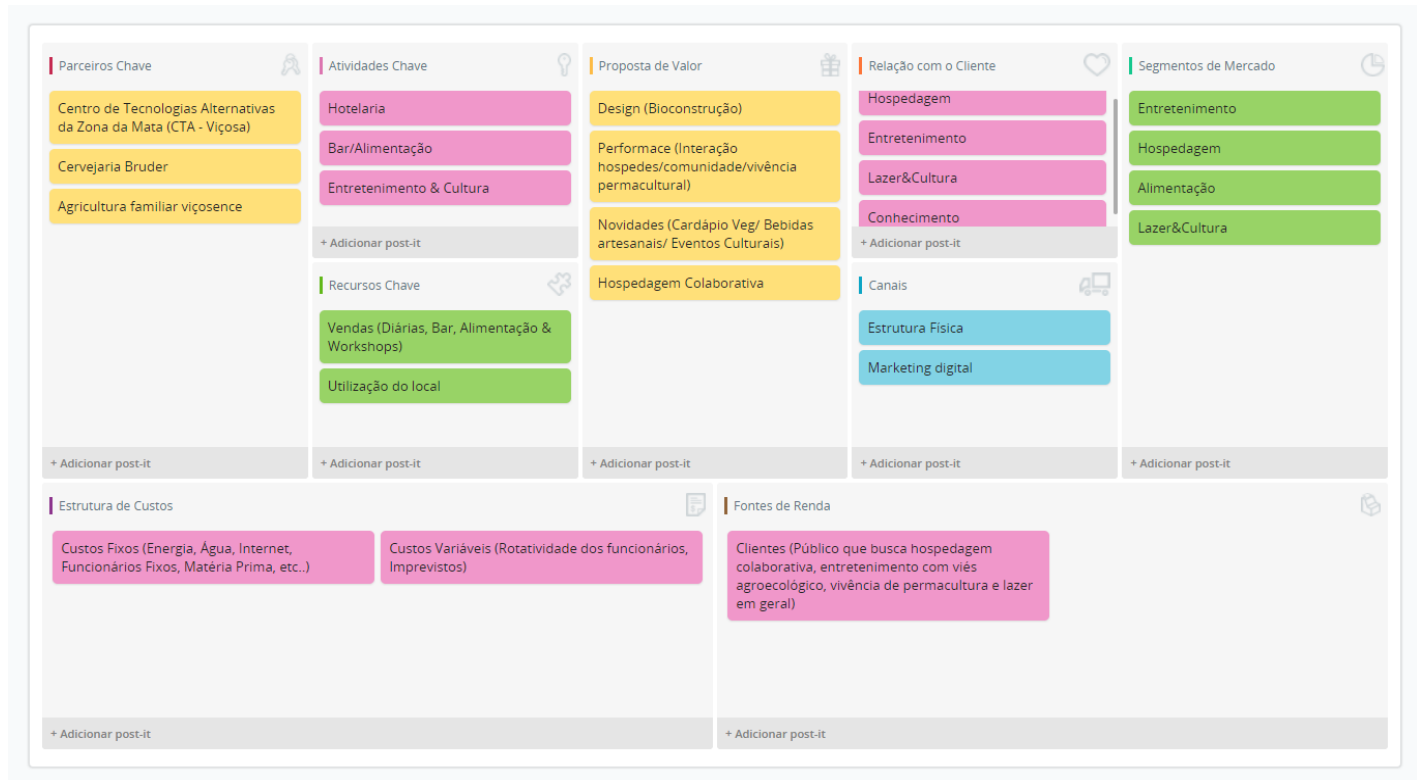 Parceiros Chave
Centro de Tecnologias Alternativas
da Zona da Mata (CTA - Viçosa)
Cervejaria Bruder
Agricultura familiar viçosence
+ Adicionar post-it
Atividades Chave
Hotelaria
Bar/Alimentação
Entretenimento & Cultura
+ Adicionar post-it
Recursos Chave
Vendas (Diárias, Bar, Alimentação &
Workshops)
Utilização do local
+ Adicionar post-it
Proposta de Valor
Design (Bioconstrução)
Performace (Interação
hospedes/comunidade/vivência
permacultural)
Novidades (Cardápio Veg/ Bebidas
artesanais/ Eventos Culturais)
Hospedagem Colaborativa
+ Adicionar post-it
Relação com o Cliente
Hospedagem
Entretenimento
Lazer&Cultura
Conhecimento
+ Adicionar post-it
Canais
Estrutura Física
Marketing digital
+ Adicionar post-it
Segmentos de Mercado
Entretenimento
Hospedagem
Alimentação
Lazer&Cultura
+ Adicionar post-it
Estrutura de Custos
Custos Fixos (Energia, Água, Internet,
Funcionários Fixos, Matéria Prima, etc..)
Custos Variáveis (Rotatividade dos funcionários,
Imprevistos)
+ Adicionar post-it
Fontes de Renda
Clientes (Público que busca hospedagem
colaborativa, entretenimento com viés
agroecológico, vivência de permacultura e lazer
em geral)
+ Adicionar post-it